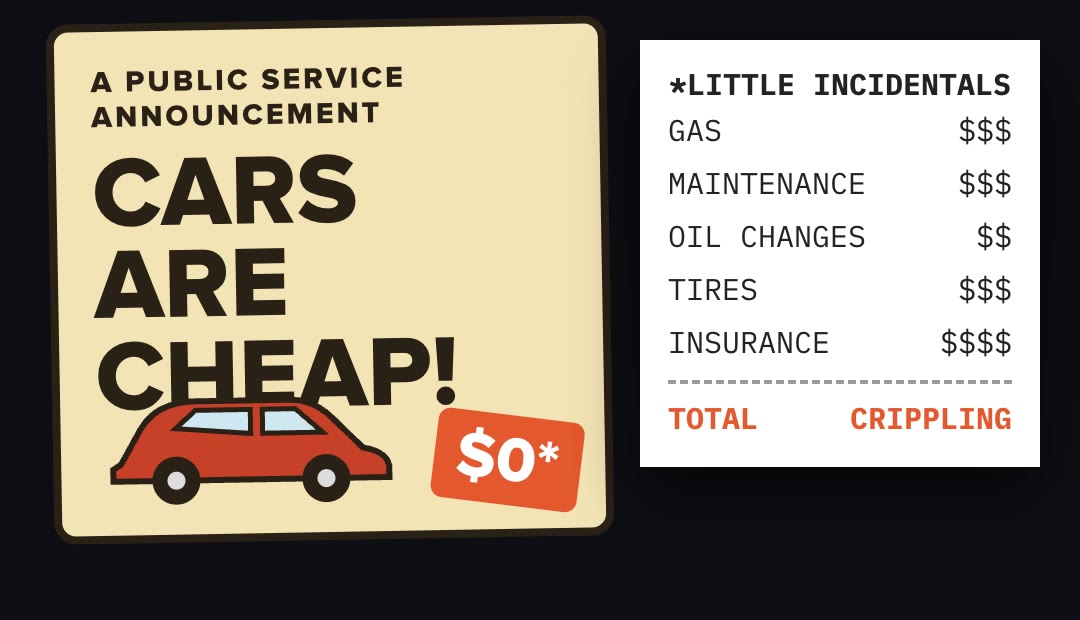 A PUBLIC SERVICE
ANNOUNCEMENT
CARS
ARE
CHEAP!
$0*
*LITTLE INCIDENTALS
GAS $$$
MAINTENANCE $$$
OIL CHANGES $$
TIRES $$$
INSURANCE $$$$
TOTAL CRIPPLING